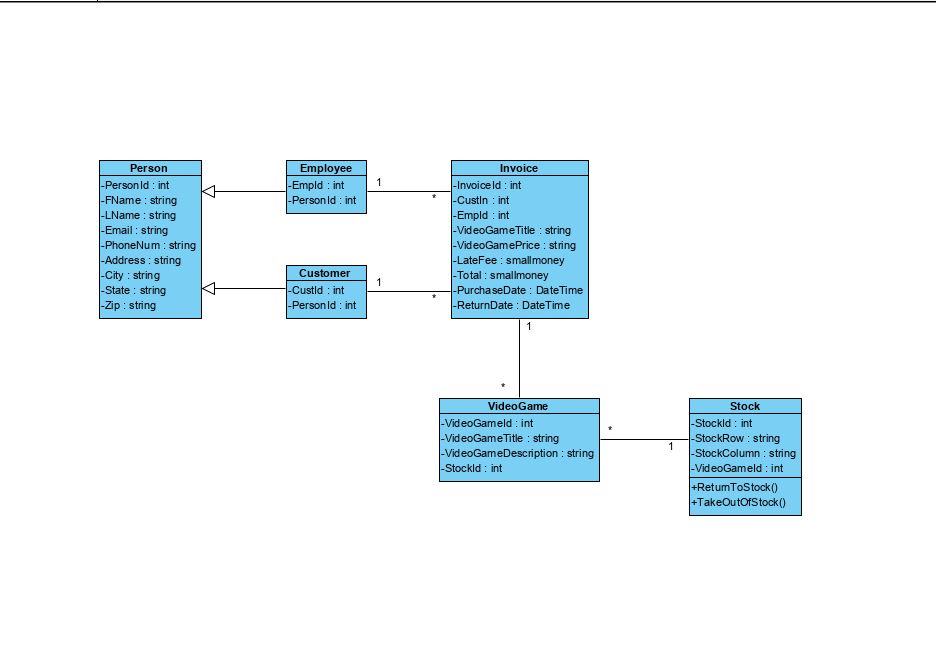 Person
-PersonId : int
-FName : string
-LName : string
-Email : string
-PhoneNum : string
-Address : string
-City : string
-State : string
-Zip : string
Employee
-EmpId : int
-PersonId : int
1
*
Customer
-CustId : int
-PersonId : int
1
*
Invoice
-InvoiceId : int
-CustIn : int
-EmpId : int
-VideoGameTitle : string
-VideoGamePrice : string
-LateFee : smallmoney
-Total : smallmoney
-PurchaseDate : DateTime
-ReturnDate : DateTime
1
*
VideoGame
-VideoGameId : int
-VideoGameTitle : string
-VideoGameDescription : string
-StockId : int
*
1
Stock
-StockId : int
-StockRow : string
-StockColumn : string
-VideoGameId : int
+ReturnToStock()
+TakeOutOfStock()